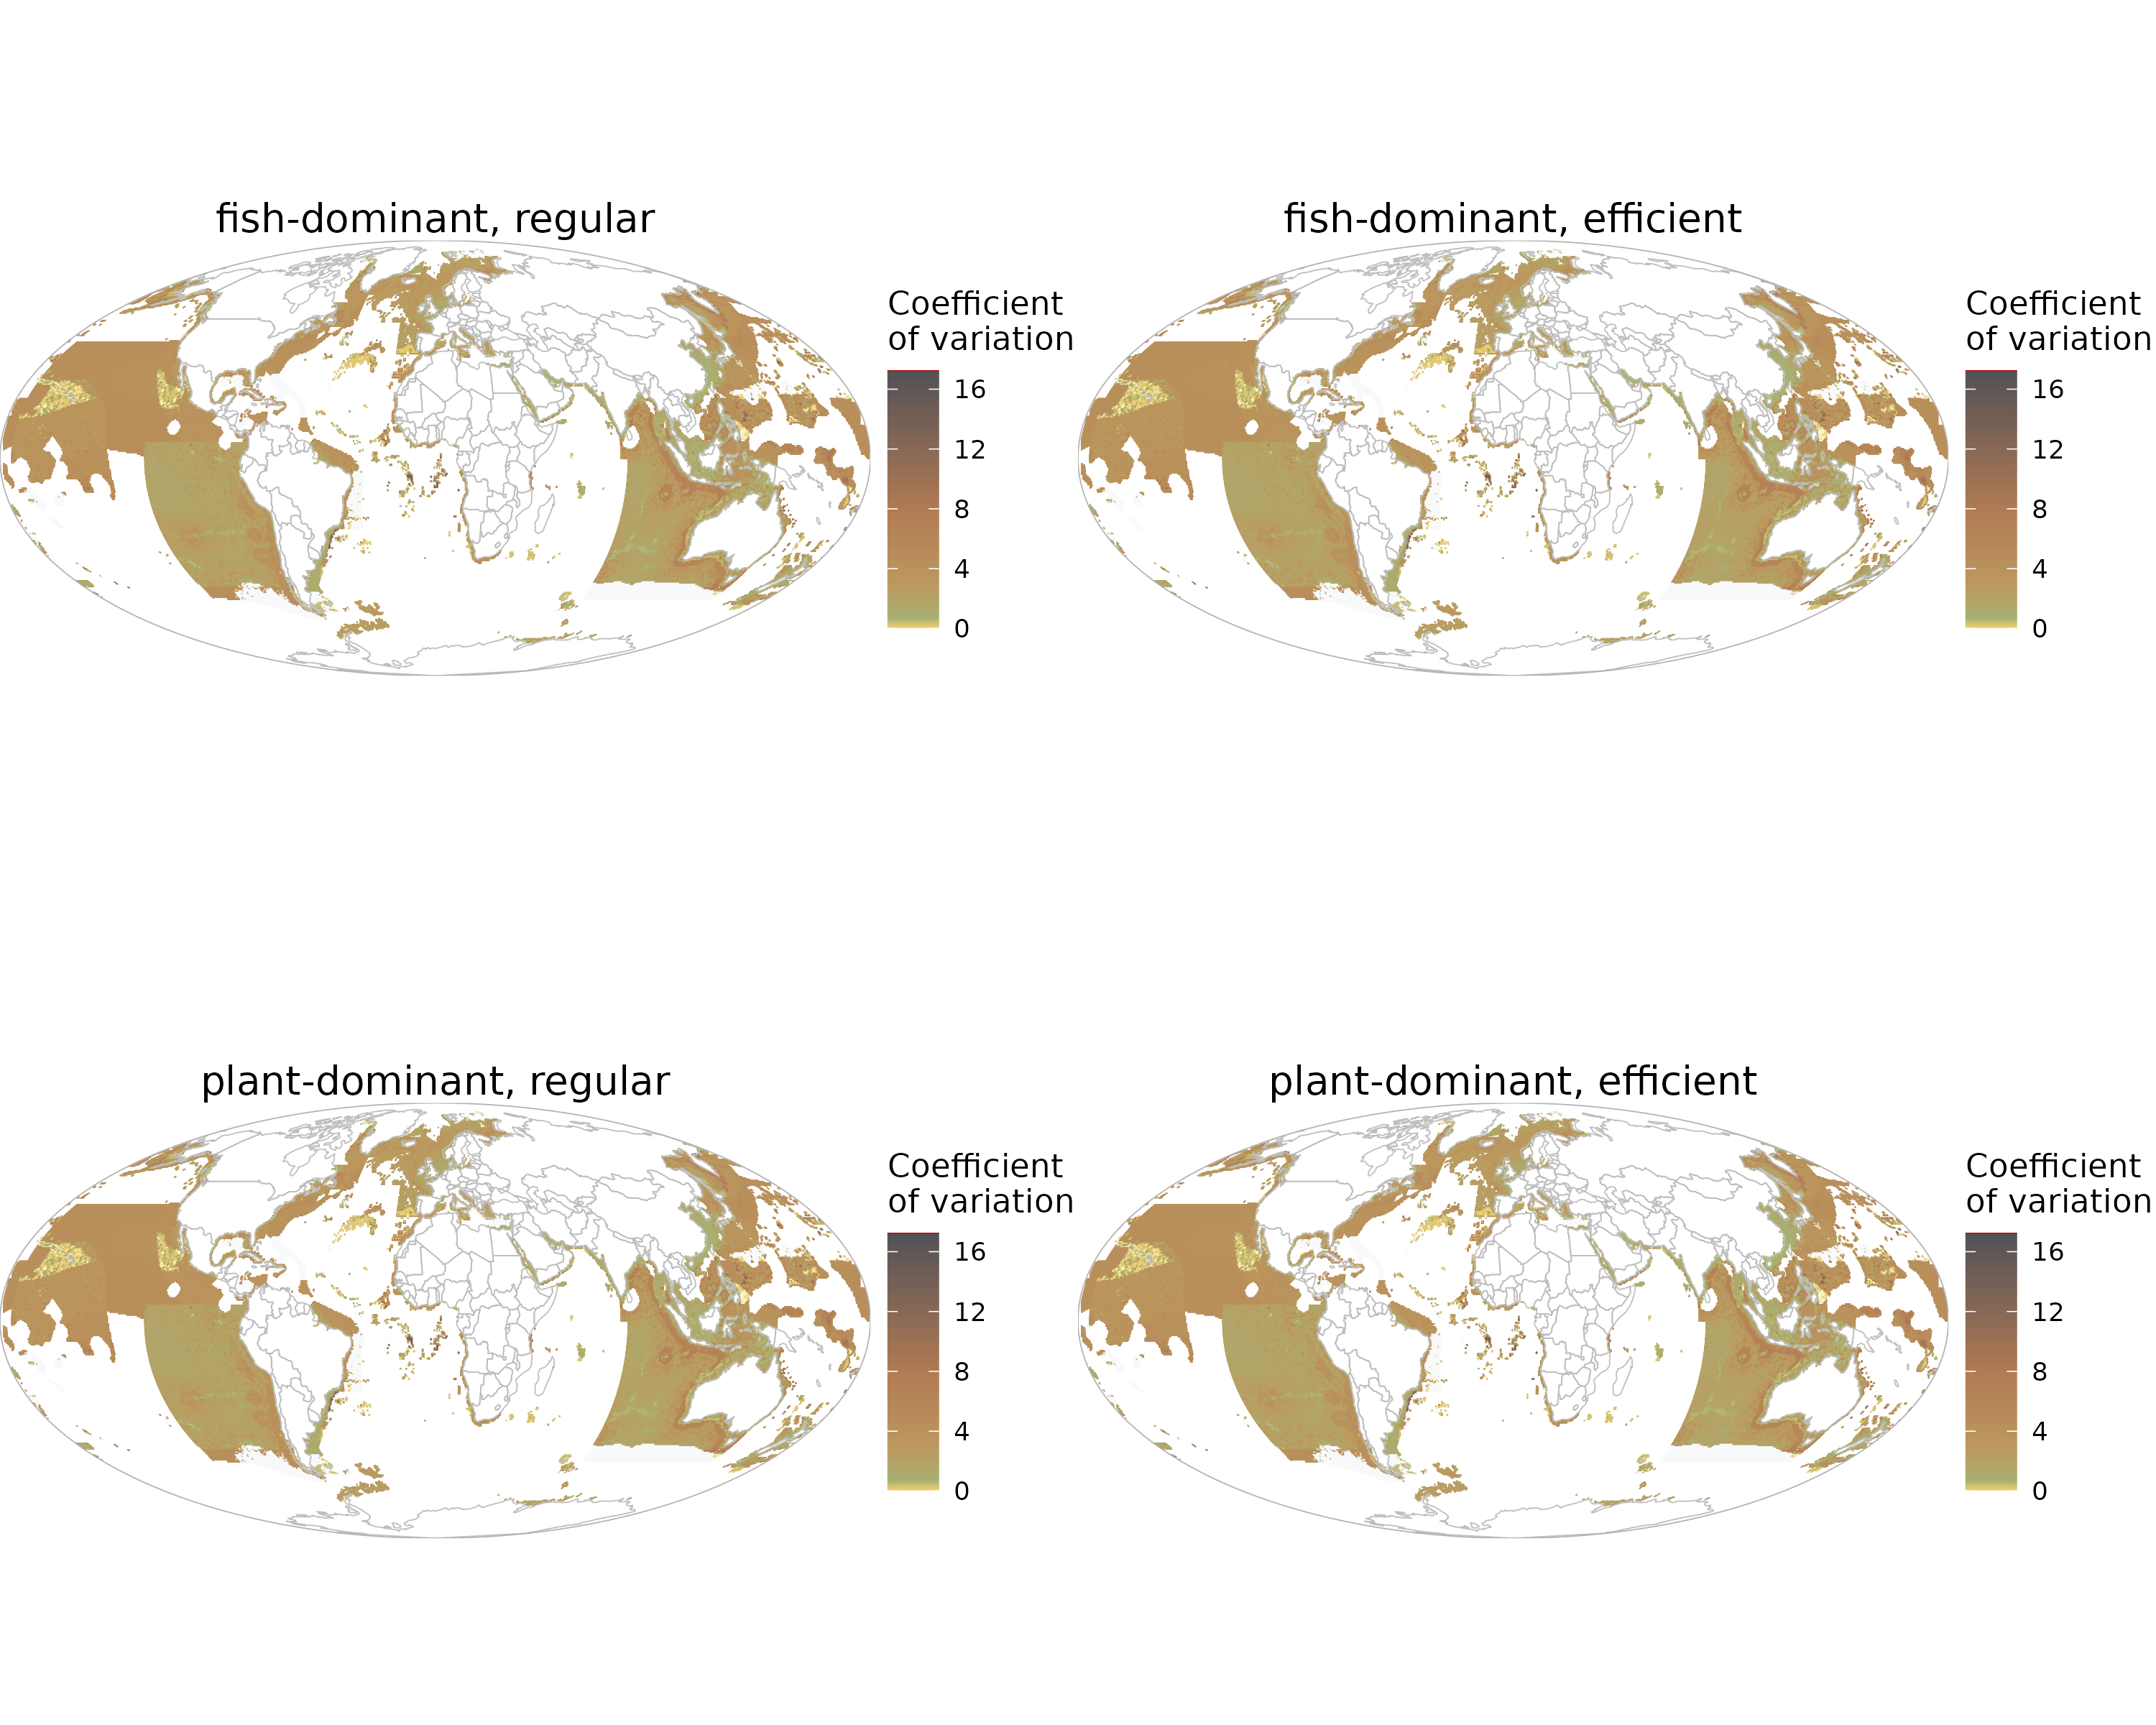 fish-dominant, regular
Coefficient
of variation
16
12
8
4
0
fish-dominant, efficient
Coefficient
of variation
16
12
8
4
0
plant-dominant, regular
Coefficient
of variation
16
12
8
4
0
plant-dominant, efficient
Coefficient
of variation
16
12
8
4
0